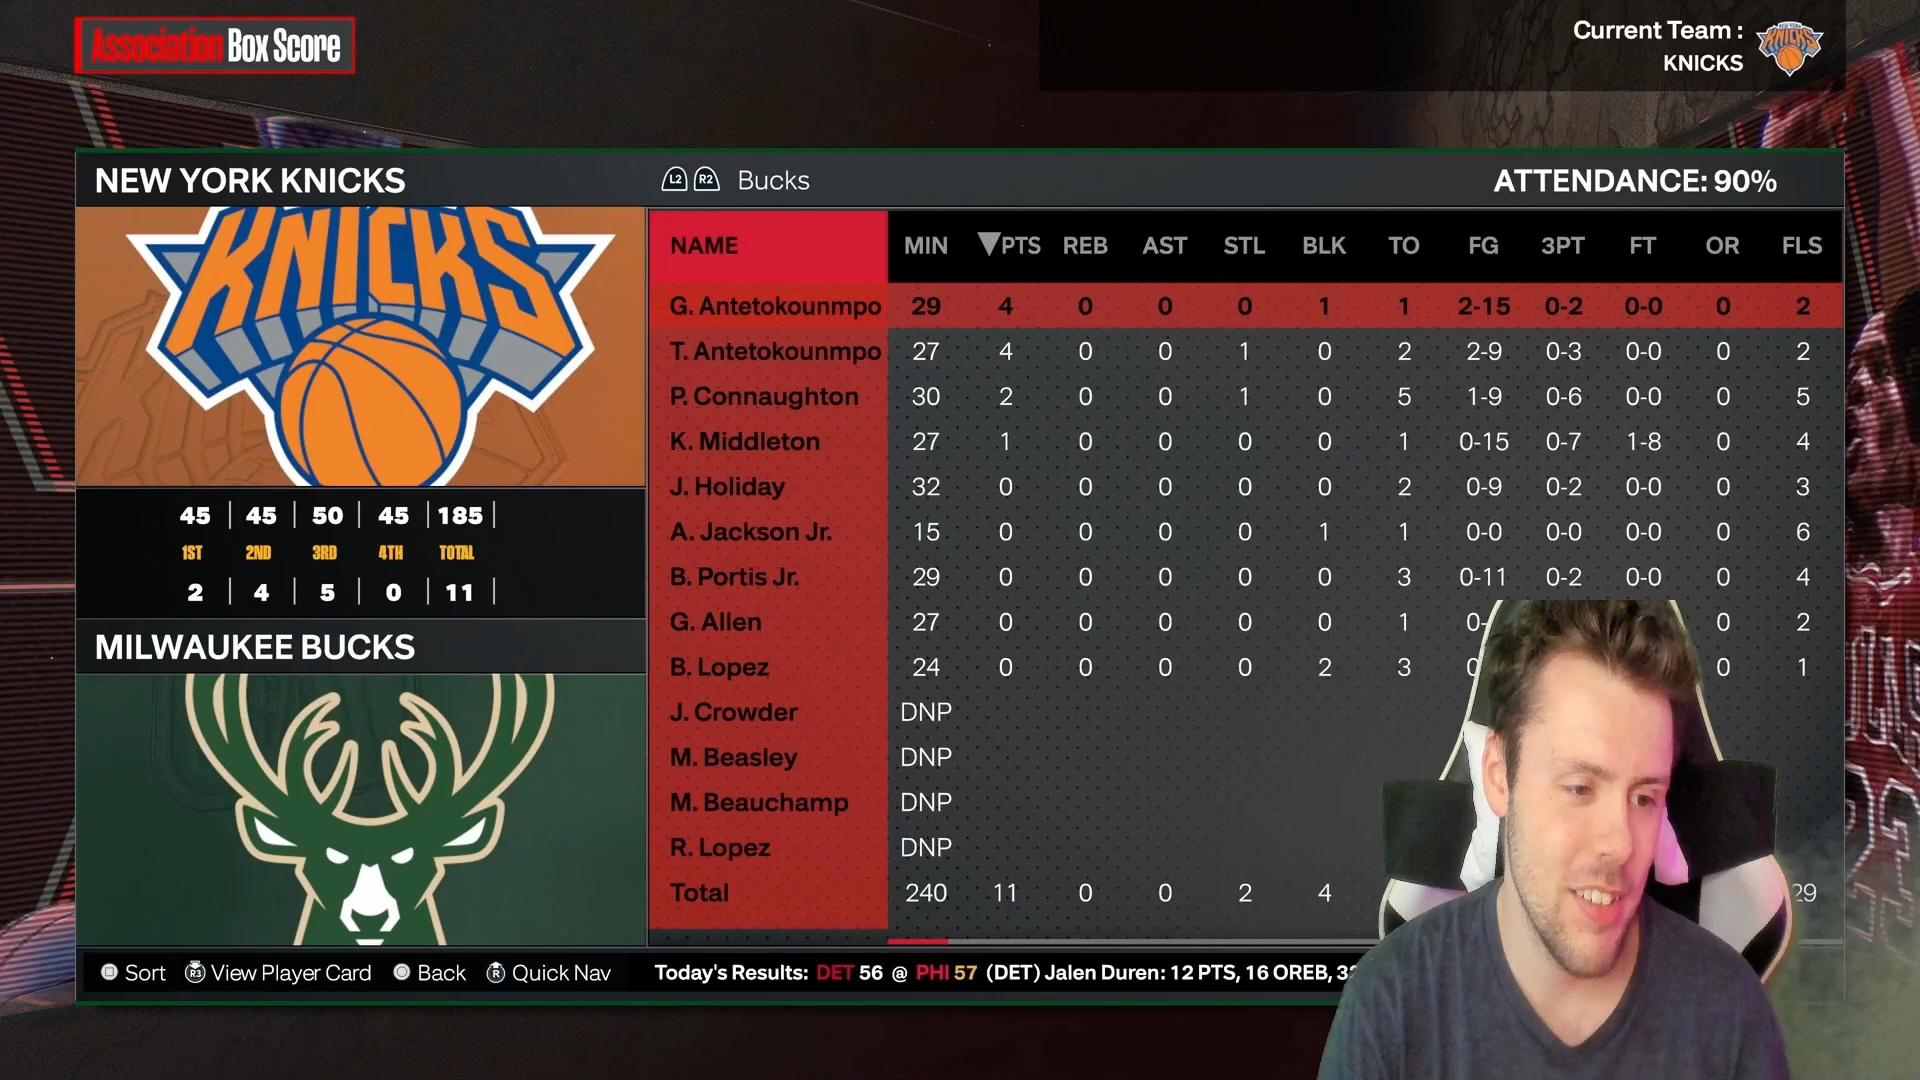 Association Box Score
Current Team :
KNICKS
KNICKS
NEW YORK KNICKS
L2 R2 Bucks
ATTENDANCE: 90%
KNICKS
NAME MIN PTS REB AST STL BLK TO FG 3PT FT OR FLS
G. Antetokounmpo 29 4 0 0 0 1 1 2-15 0-2 0-0 0 2
T. Antetokounmpo 27 4 0 0 1 0 2 2-9 0-3 0-0 0 2
P. Connaughton 30 2 0 0 1 0 5 1-9 0-6 0-0 0 5
K. Middleton 27 1 0 0 0 0 1 0-15 0-7 1-8 0 4
J. Holiday 32 0 0 0 0 0 2 0-9 0-2 0-0 0 3
A. Jackson Jr. 15 0 0 0 0 1 1 0-0 0-0 0-0 0 6
B. Portis Jr. 29 0 0 0 0 0 3 0-11 0-2 0-0 0 4
G. Allen 27 0 0 0 0 0 1 0- 0 2
B. Lopez 24 0 0 0 0 2 3 0 0 1
J. Crowder DNP
M. Beasley DNP
M. Beauchamp DNP
R. Lopez DNP
Total 240 11 0 0 2 4 29
45 45 50 45 185
1ST 2ND 3RD 4TH TOTAL
2 4 5 0 11
MILWAUKEE BUCKS
Sort R3 View Player Card Back R Quick Nav
Today's Results: DET 56 @ PHI 57 (DET) Jalen Duren: 12 PTS, 16 OREB, 32